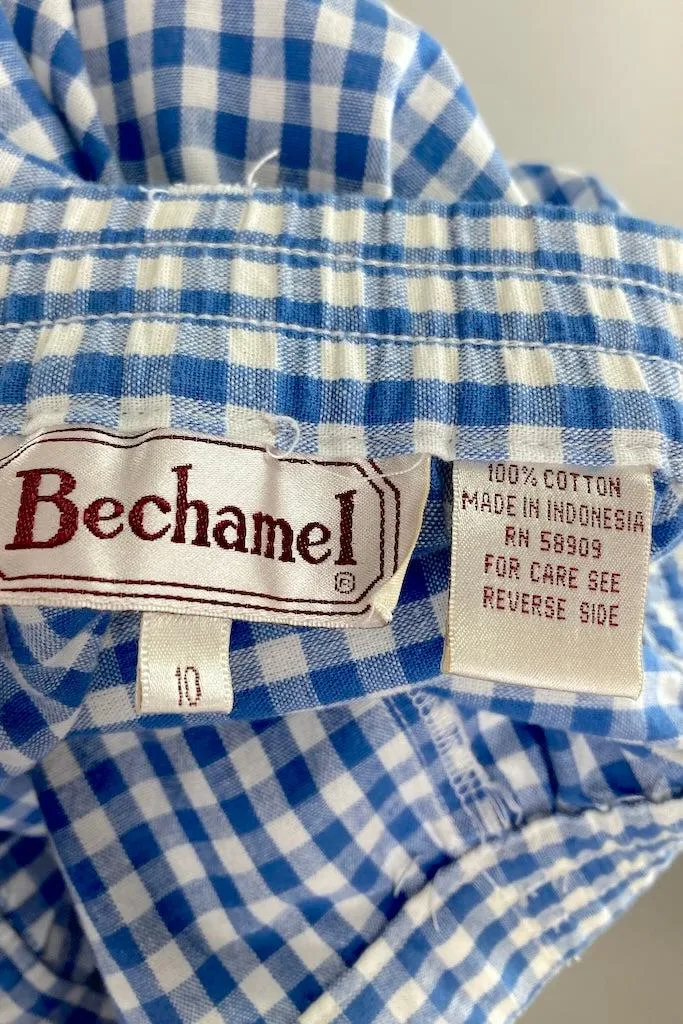 Bechamel
®
10
100% COTTON
MADE IN INDONESIA
RN 58909
FOR CARE SEE
REVERSE SIDE